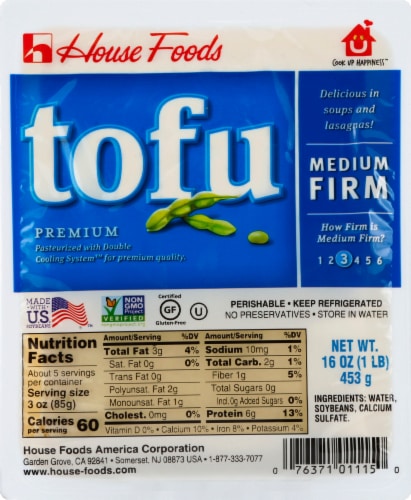 House Foods
COOK UP HAPPINESS™
tofu
Delicious in
soups and
lasagnas!
MEDIUM
FIRM
How Firm is
Medium Firm?
1 2 3 4 5 6
PREMIUM
Pasteurized with Double
Cooling System™ for premium quality.
MADE
WITH
US
SOYBEANS
NON
GMO
Project
VERIFIED
nongmoproject.org
Certified
GF
Gluten-Free
U
PERISHABLE • KEEP REFRIGERATED
NO PRESERVATIVES • STORE IN WATER
Nutrition
Facts
About 5 servings
per container
Serving size
3 oz (85g)
Calories 60
per serving
Amount/Serving %DV
Total Fat 3g 4%
Sat. Fat 0g 0%
Trans Fat 0g
Polyunsat. Fat 2g
Monounsat. Fat 1g
Cholest. 0mg 0%
Amount/Serving %DV
Sodium 10mg 1%
Total Carb. 2g 1%
Fiber 1g 5%
Total Sugars 0g
Incl. 0g Added Sugars 0%
Protein 6g 13%
Vitamin D 0% • Calcium 10% • Iron 8% • Potassium 4%
NET WT.
16 OZ (1 LB)
453 g
INGREDIENTS: WATER,
SOYBEANS, CALCIUM
SULFATE.
House Foods America Corporation
Garden Grove, CA 92841 • Somerset, NJ 08873 USA • 1-877-333-7077
www.house-foods.com
0 76371 01115 0